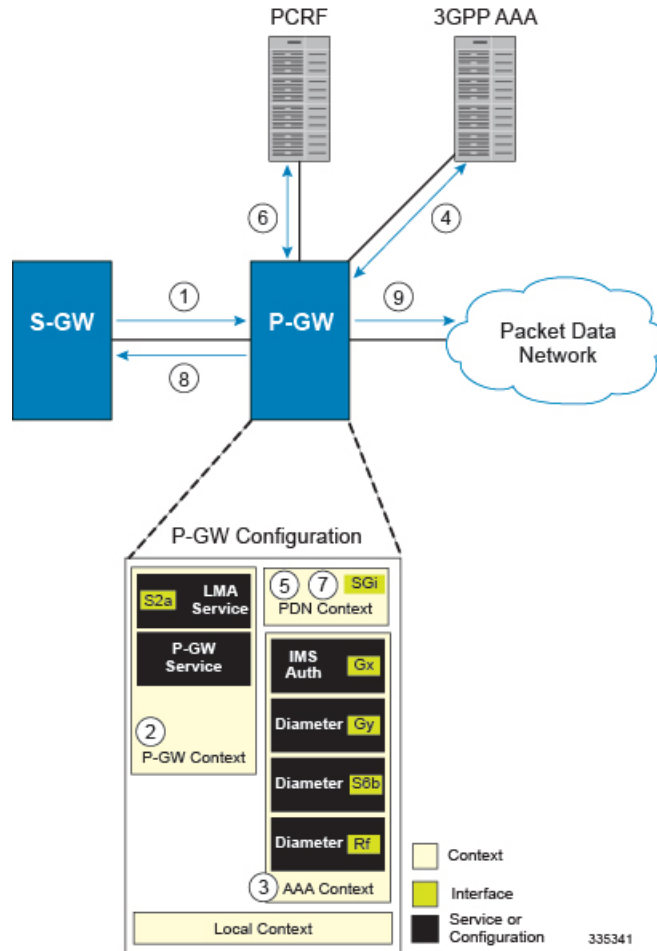 PCRF
3GPP AAA
6
4
S-GW
1
8
P-GW
9
Packet Data
Network
P-GW Configuration
S2a
LMA
Service
P-GW
Service
2
P-GW Context
5
7
SGi
PDN Context
IMS
Auth
Gx
Diameter
Gy
Diameter
S6b
Diameter
Rf
3
AAA Context
Local Context
Context
Interface
Service or
Configuration
335341